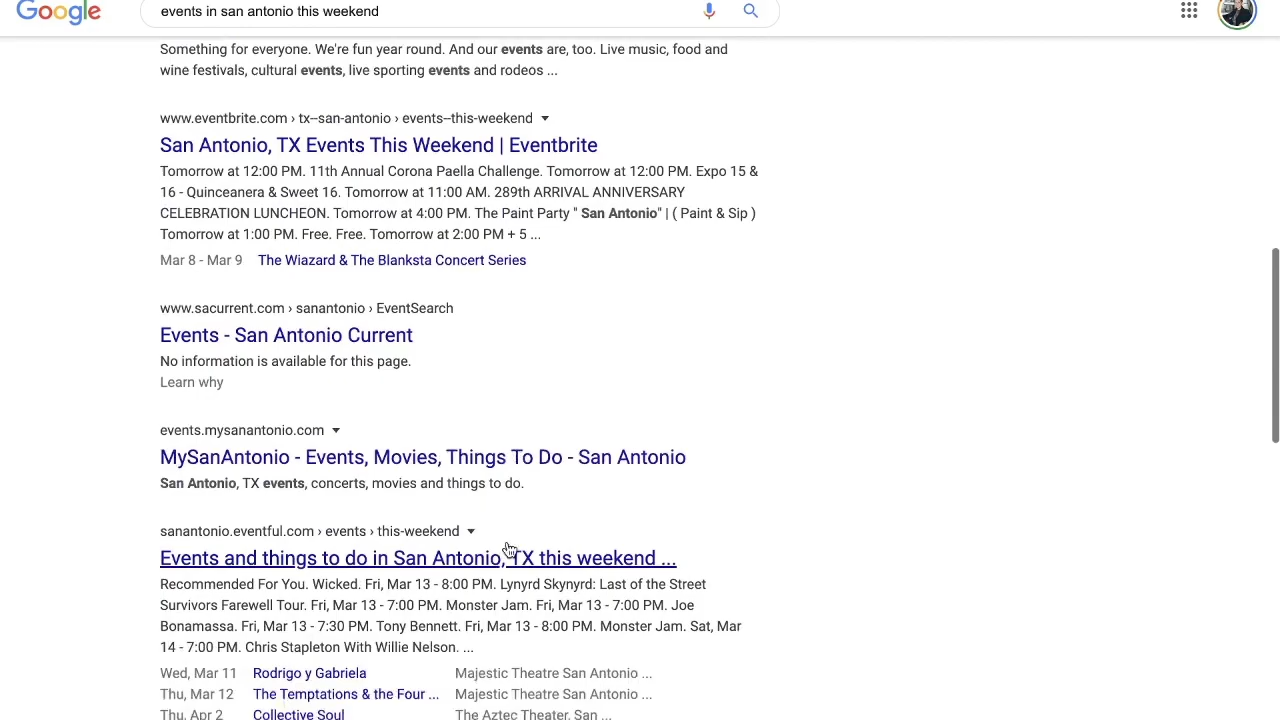 Google
events in san antonio this weekend
Something for everyone. We're fun year round. And our events are, too. Live music, food and
wine festivals, cultural events, live sporting events and rodeos ...
www.eventbrite.com › tx--san-antonio › events--this-weekend
San Antonio, TX Events This Weekend | Eventbrite
Tomorrow at 12:00 PM. 11th Annual Corona Paella Challenge. Tomorrow at 12:00 PM. Expo 15 &
16 - Quinceanera & Sweet 16. Tomorrow at 11:00 AM. 289th ARRIVAL ANNIVERSARY
CELEBRATION LUNCHEON. Tomorrow at 4:00 PM. The Paint Party " San Antonio" | ( Paint & Sip )
Tomorrow at 1:00 PM. Free. Free. Tomorrow at 2:00 PM + 5 ...
Mar 8 - Mar 9 The Wiazard & The Blanksta Concert Series
www.sacurrent.com › sanantonio › EventSearch
Events - San Antonio Current
No information is available for this page.
Learn why
events.mysanantonio.com
MySanAntonio - Events, Movies, Things To Do - San Antonio
San Antonio, TX events, concerts, movies and things to do.
sanantonio.eventful.com › events › this-weekend
Events and things to do in San Antonio, TX this weekend ...
Recommended For You. Wicked. Fri, Mar 13 - 8:00 PM. Lynyrd Skynyrd: Last of the Street
Survivors Farewell Tour. Fri, Mar 13 - 7:00 PM. Monster Jam. Fri, Mar 13 - 7:00 PM. Joe
Bonamassa. Fri, Mar 13 - 7:30 PM. Tony Bennett. Fri, Mar 13 - 8:00 PM. Monster Jam. Sat, Mar
14 - 7:00 PM. Chris Stapleton With Willie Nelson. ...
Wed, Mar 11 Rodrigo y Gabriela Majestic Theatre San Antonio ...
Thu, Mar 12 The Temptations & the Four ... Majestic Theatre San Antonio ...
Thu, Apr 2 Collective Soul The Aztec Theater, San ...